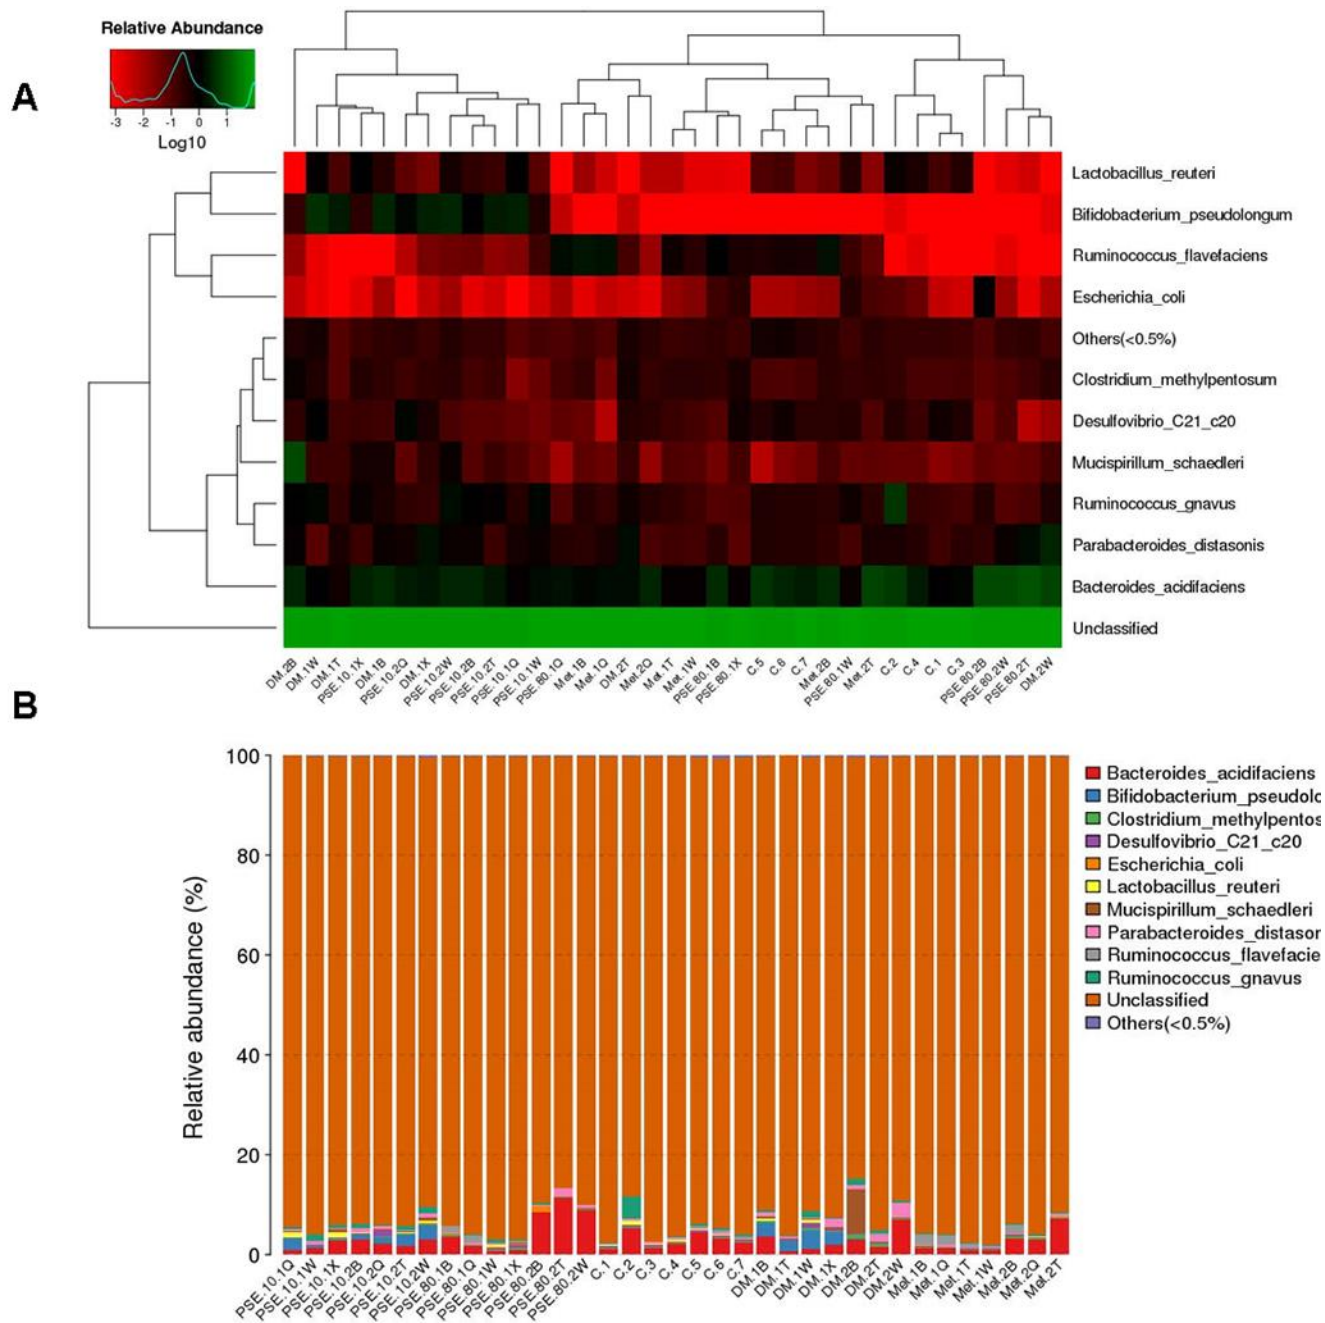 A
Relative Abundance
-3 -2 -1 0 1
Log10
Lactobacillus_reuteri
Bifidobacterium_pseudolongum
Ruminococcus_flavefaciens
Escherichia_coli
Others(<0.5%)
Clostridium_methylpentosum
Desulfovibrio_C21_c20
Mucispirillum_schaedleri
Ruminococcus_gnavus
Parabacteroides_distasonis
Bacteroides_acidifaciens
Unclassified
DM.2B
DM.1W
DM.1T
PSE.10.1X
DM.1B
PSE.10.2Q
DM.1X
PSE.10.2W
PSE.10.2B
PSE.10.2T
PSE.10.1Q
PSE.10.1W
PSE.80.1Q
Met.1B
Met.1Q
DM.2T
Met.2Q
Met.1T
Met.1W
PSE.80.1B
PSE.80.1X
C.5
C.6
C.7
Met.2B
PSE.80.1W
Met.2T
C.2
C.4
C.1
C.3
PSE.80.2B
PSE.80.2W
PSE.80.2T
DM.2W
B
Relative abundance (%)
100
80
60
40
20
0
PSE.10.1Q
PSE.10.1W
PSE.10.1X
PSE.10.2B
PSE.10.2Q
PSE.10.2T
PSE.10.2W
PSE.80.1B
PSE.80.1Q
PSE.80.1W
PSE.80.1X
PSE.80.2B
PSE.80.2T
PSE.80.2W
C.1
C.2
C.3
C.4
C.5
C.6
C.7
DM.1B
DM.1T
DM.1W
DM.1X
DM.2B
DM.2T
DM.2W
Met.1B
Met.1Q
Met.1T
Met.1W
Met.2B
Met.2Q
Met.2T
Bacteroides_acidifaciens
Bifidobacterium_pseudolo
Clostridium_methylpentos
Desulfovibrio_C21_c20
Escherichia_coli
Lactobacillus_reuteri
Mucispirillum_schaedleri
Parabacteroides_distasor
Ruminococcus_flavefacie
Ruminococcus_gnavus
Unclassified
Others(<0.5%)